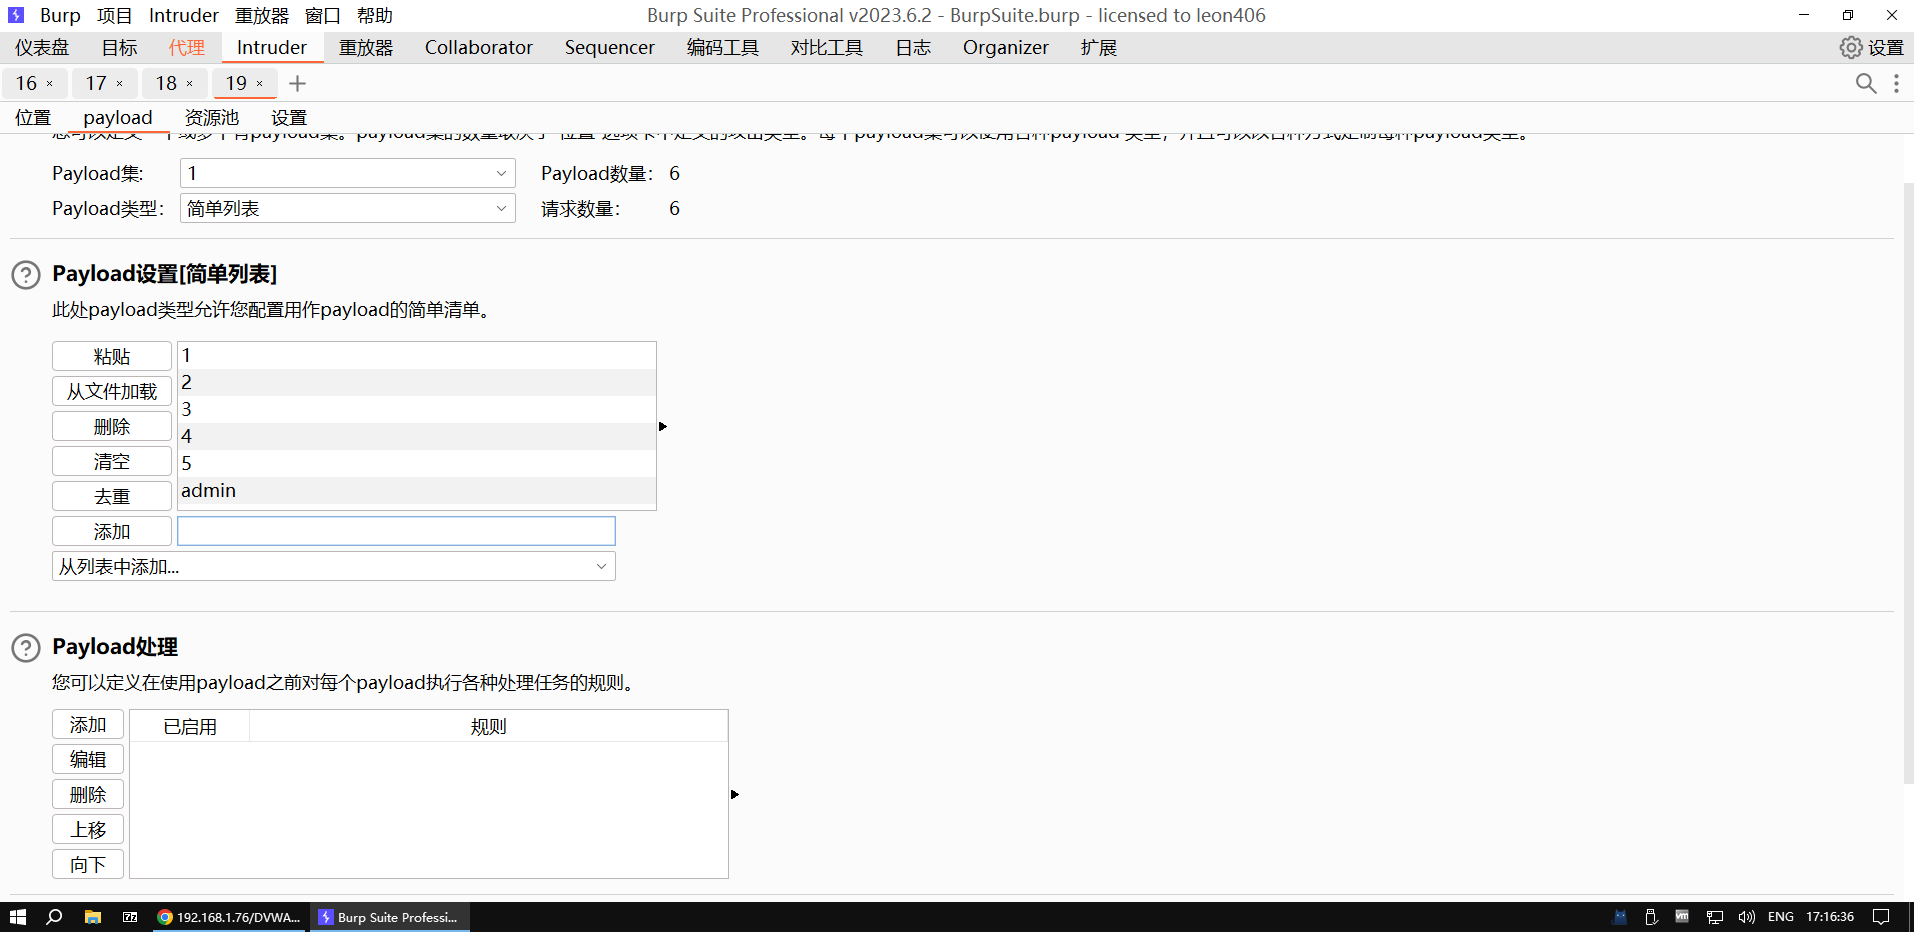 Burp 项目 Intruder 重放器 窗口 帮助 Burp Suite Professional v2023.6.2 - BurpSuite.burp - licensed to leon406
仪表盘 目标 代理 Intruder 重放器 Collaborator Sequencer 编码工具 对比工具 日志 Organizer 扩展 设置
16 × 17 × 18 × 19 × +
位置 payload 资源池 设置
Payload集: 1 Payload数量: 6
Payload类型: 简单列表 请求数量: 6
Payload设置[简单列表]
此处payload类型允许您配置用作payload的简单清单。
粘贴 1
从文件加载 2
删除 3
清空 4
去重 5
admin
添加
从列表中添加...
Payload处理
您可以定义在使用payload之前对每个payload执行各种处理任务的规则。
添加 已启用 规则
编辑
删除
上移
向下
192.168.1.76/DVWA... Burp Suite Professi... ENG 17:16:36